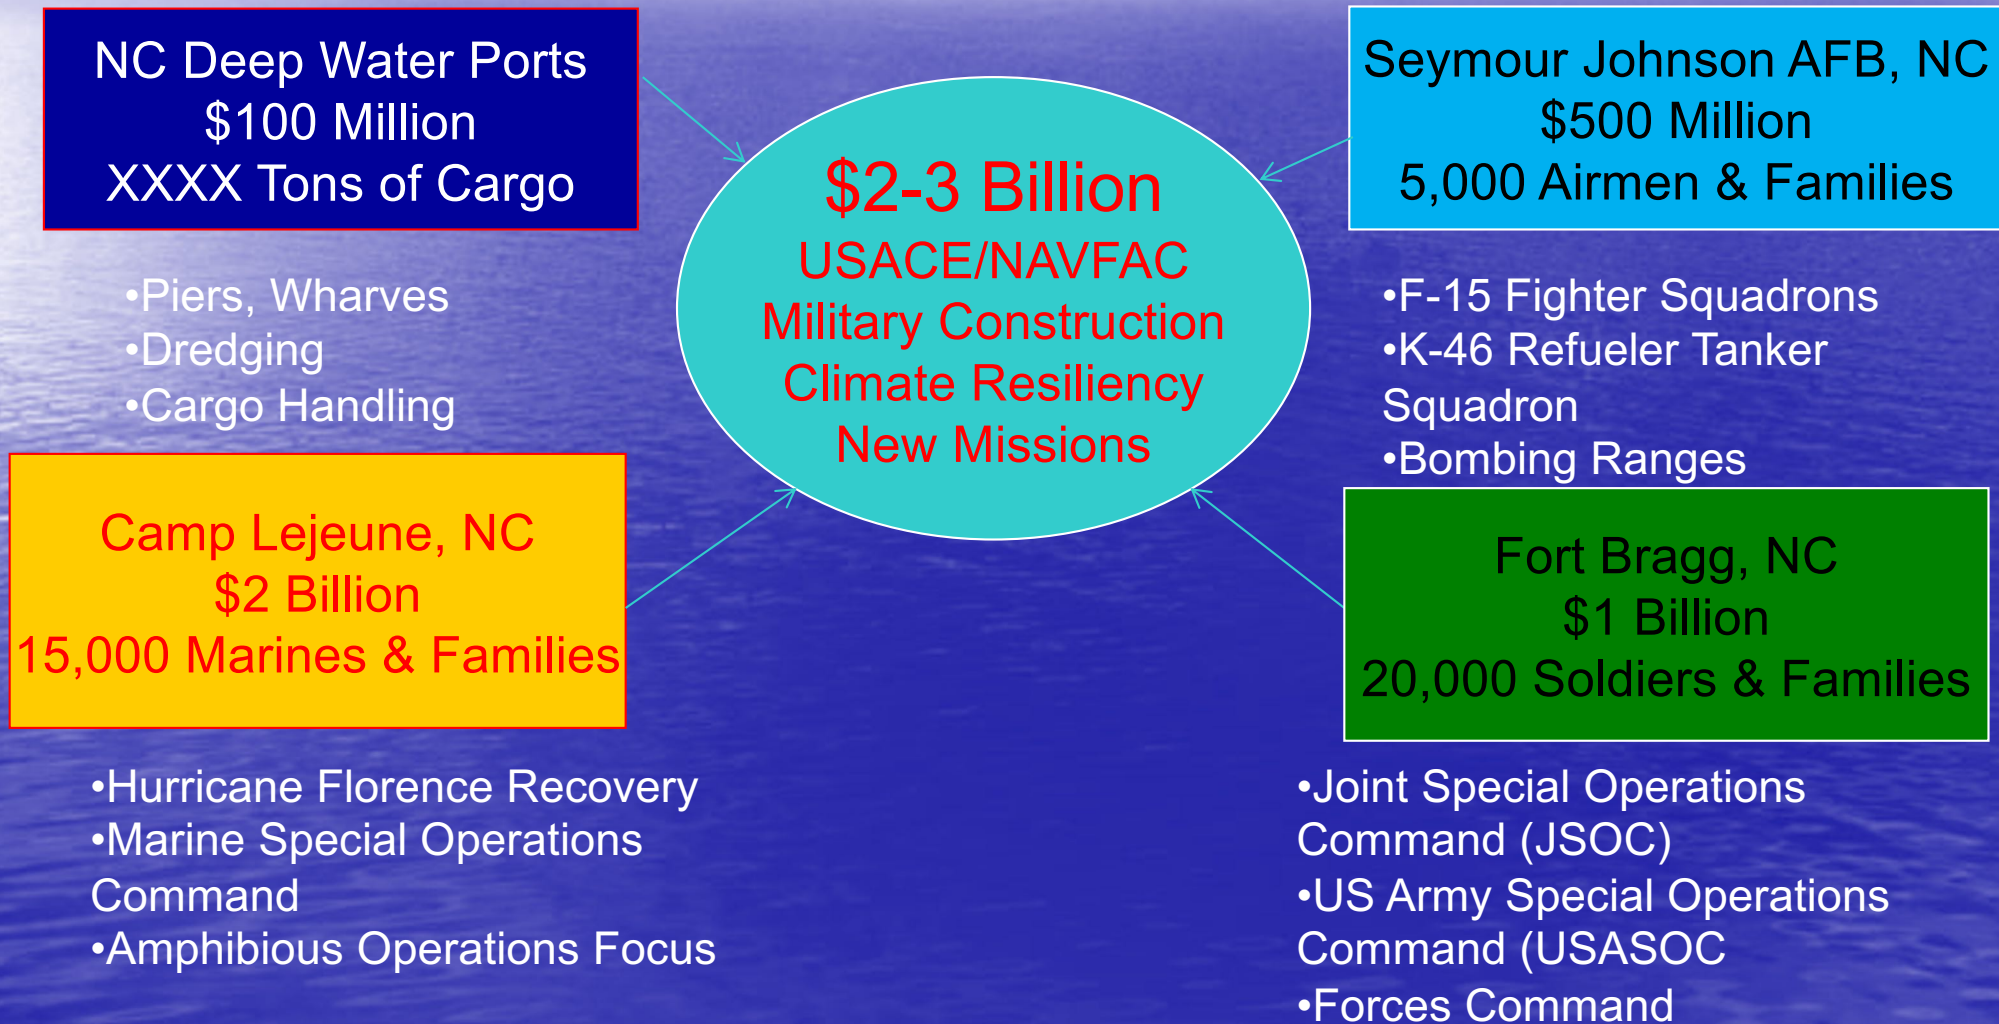 NC Deep Water Ports
$100 Million
XXXX Tons of Cargo
•Piers, Wharves
•Dredging
•Cargo Handling
$2-3 Billion
USACE/NAVFAC
Military Construction
Climate Resiliency
New Missions
Seymour Johnson AFB, NC
$500 Million
5,000 Airmen & Families
•F-15 Fighter Squadrons
•K-46 Refueler Tanker
Squadron
•Bombing Ranges
Camp Lejeune, NC
$2 Billion
15,000 Marines & Families
•Hurricane Florence Recovery
•Marine Special Operations
Command
•Amphibious Operations Focus
Fort Bragg, NC
$1 Billion
20,000 Soldiers & Families
•Joint Special Operations
Command (JSOC)
•US Army Special Operations
Command (USASOC
•Forces Command